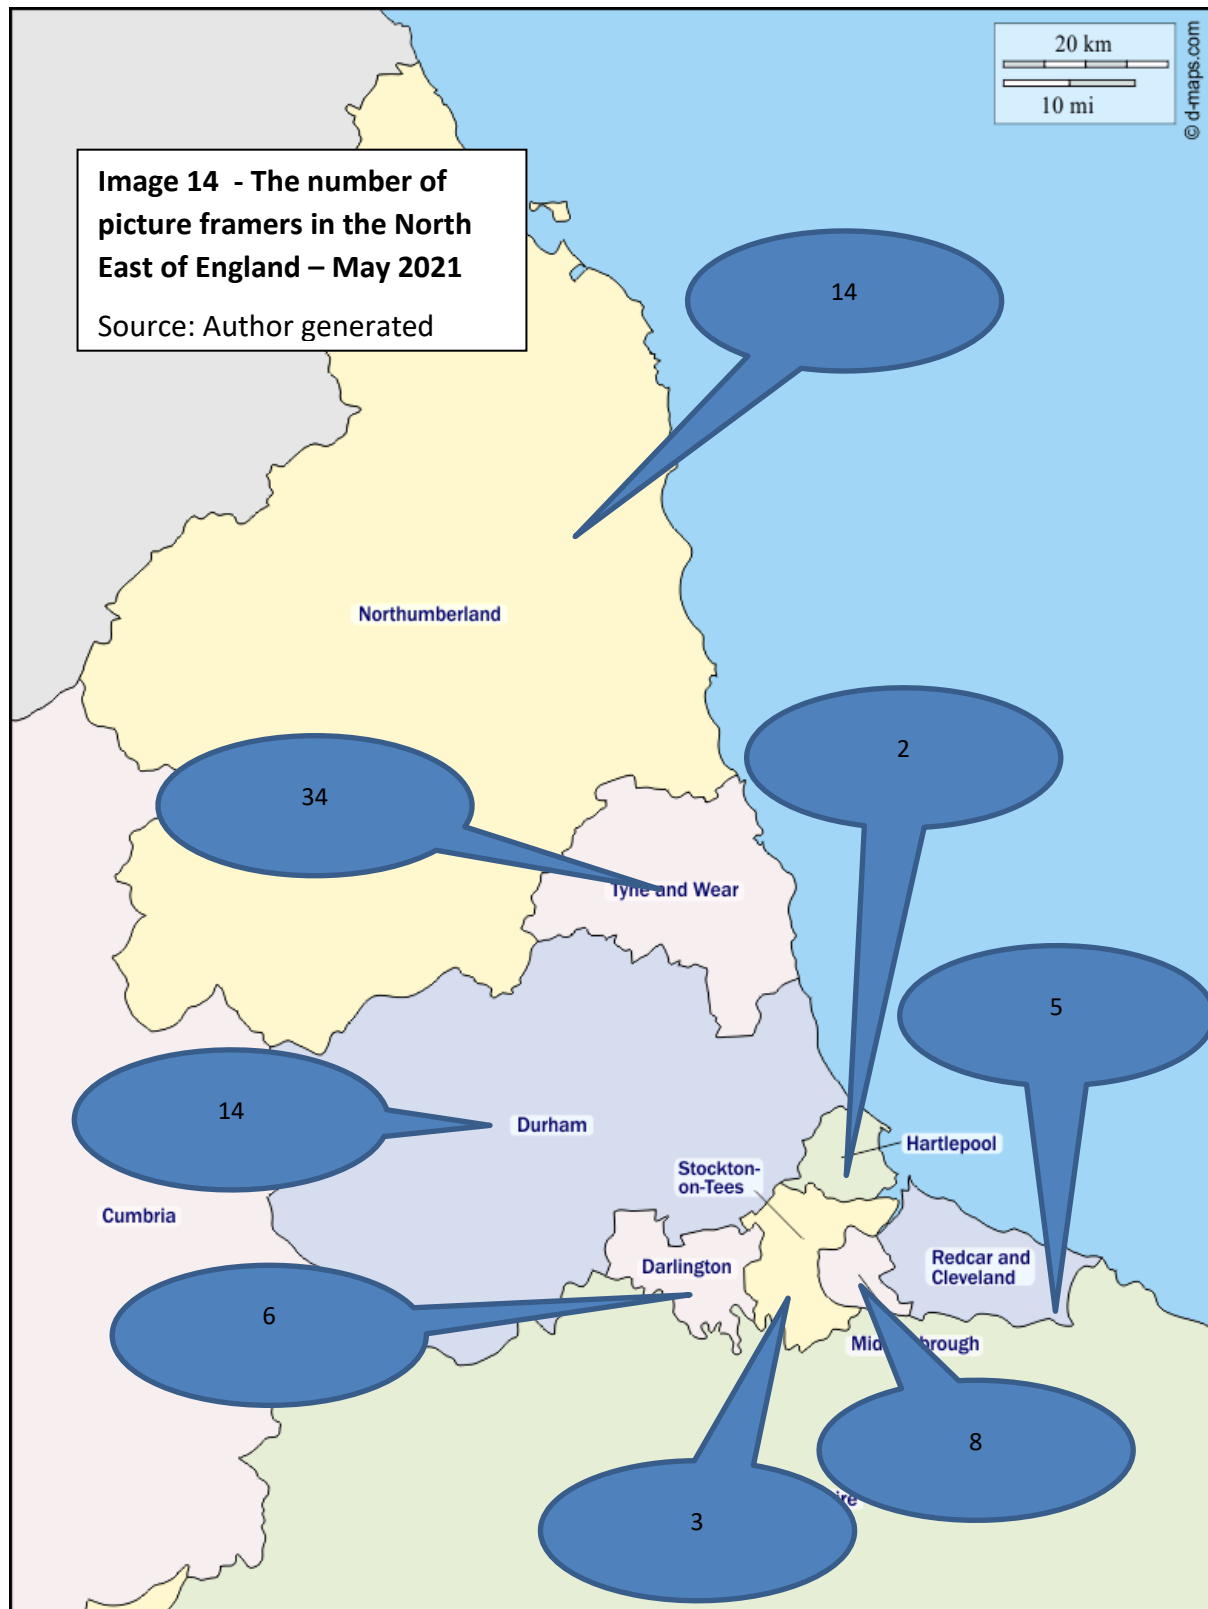 20 km
10 mi
© d-maps.com
Image 14 - The number of
picture framers in the North
East of England – May 2021
Source: Author generated
14
Northumberland
2
34
Tyne and Wear
5
14
Durham
Hartlepool
Stockton-
on-Tees
Cumbria
Redcar and
Cleveland
Darlington
6
8
3